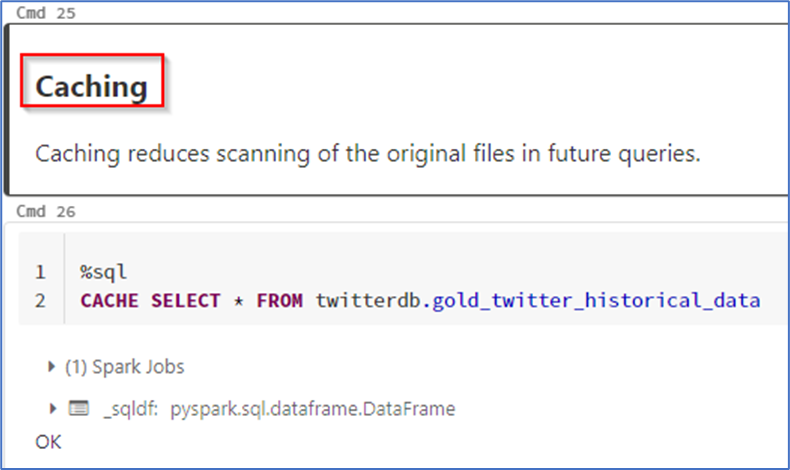 Cmd 25
Caching
Caching reduces scanning of the original files in future queries.
Cmd 26
1 %sql
2 CACHE SELECT * FROM twitterdb.gold_twitter_historical_data
(1) Spark Jobs
_sqldf: pyspark.sql.dataframe.DataFrame
OK